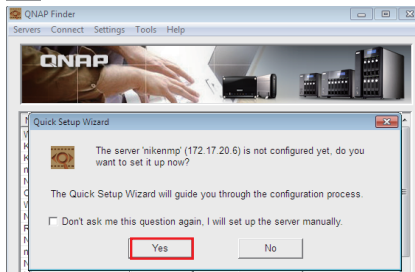 QNAP Finder
Servers Connect Settings Tools Help
QNAP
Quick Setup Wizard
The server 'nikenmp' (172.17.20.6) is not configured yet, do you
want to set it up now?
The Quick Setup Wizard will guide you through the configuration process.
Don't ask me this question again, I will set up the server manually.
Yes No